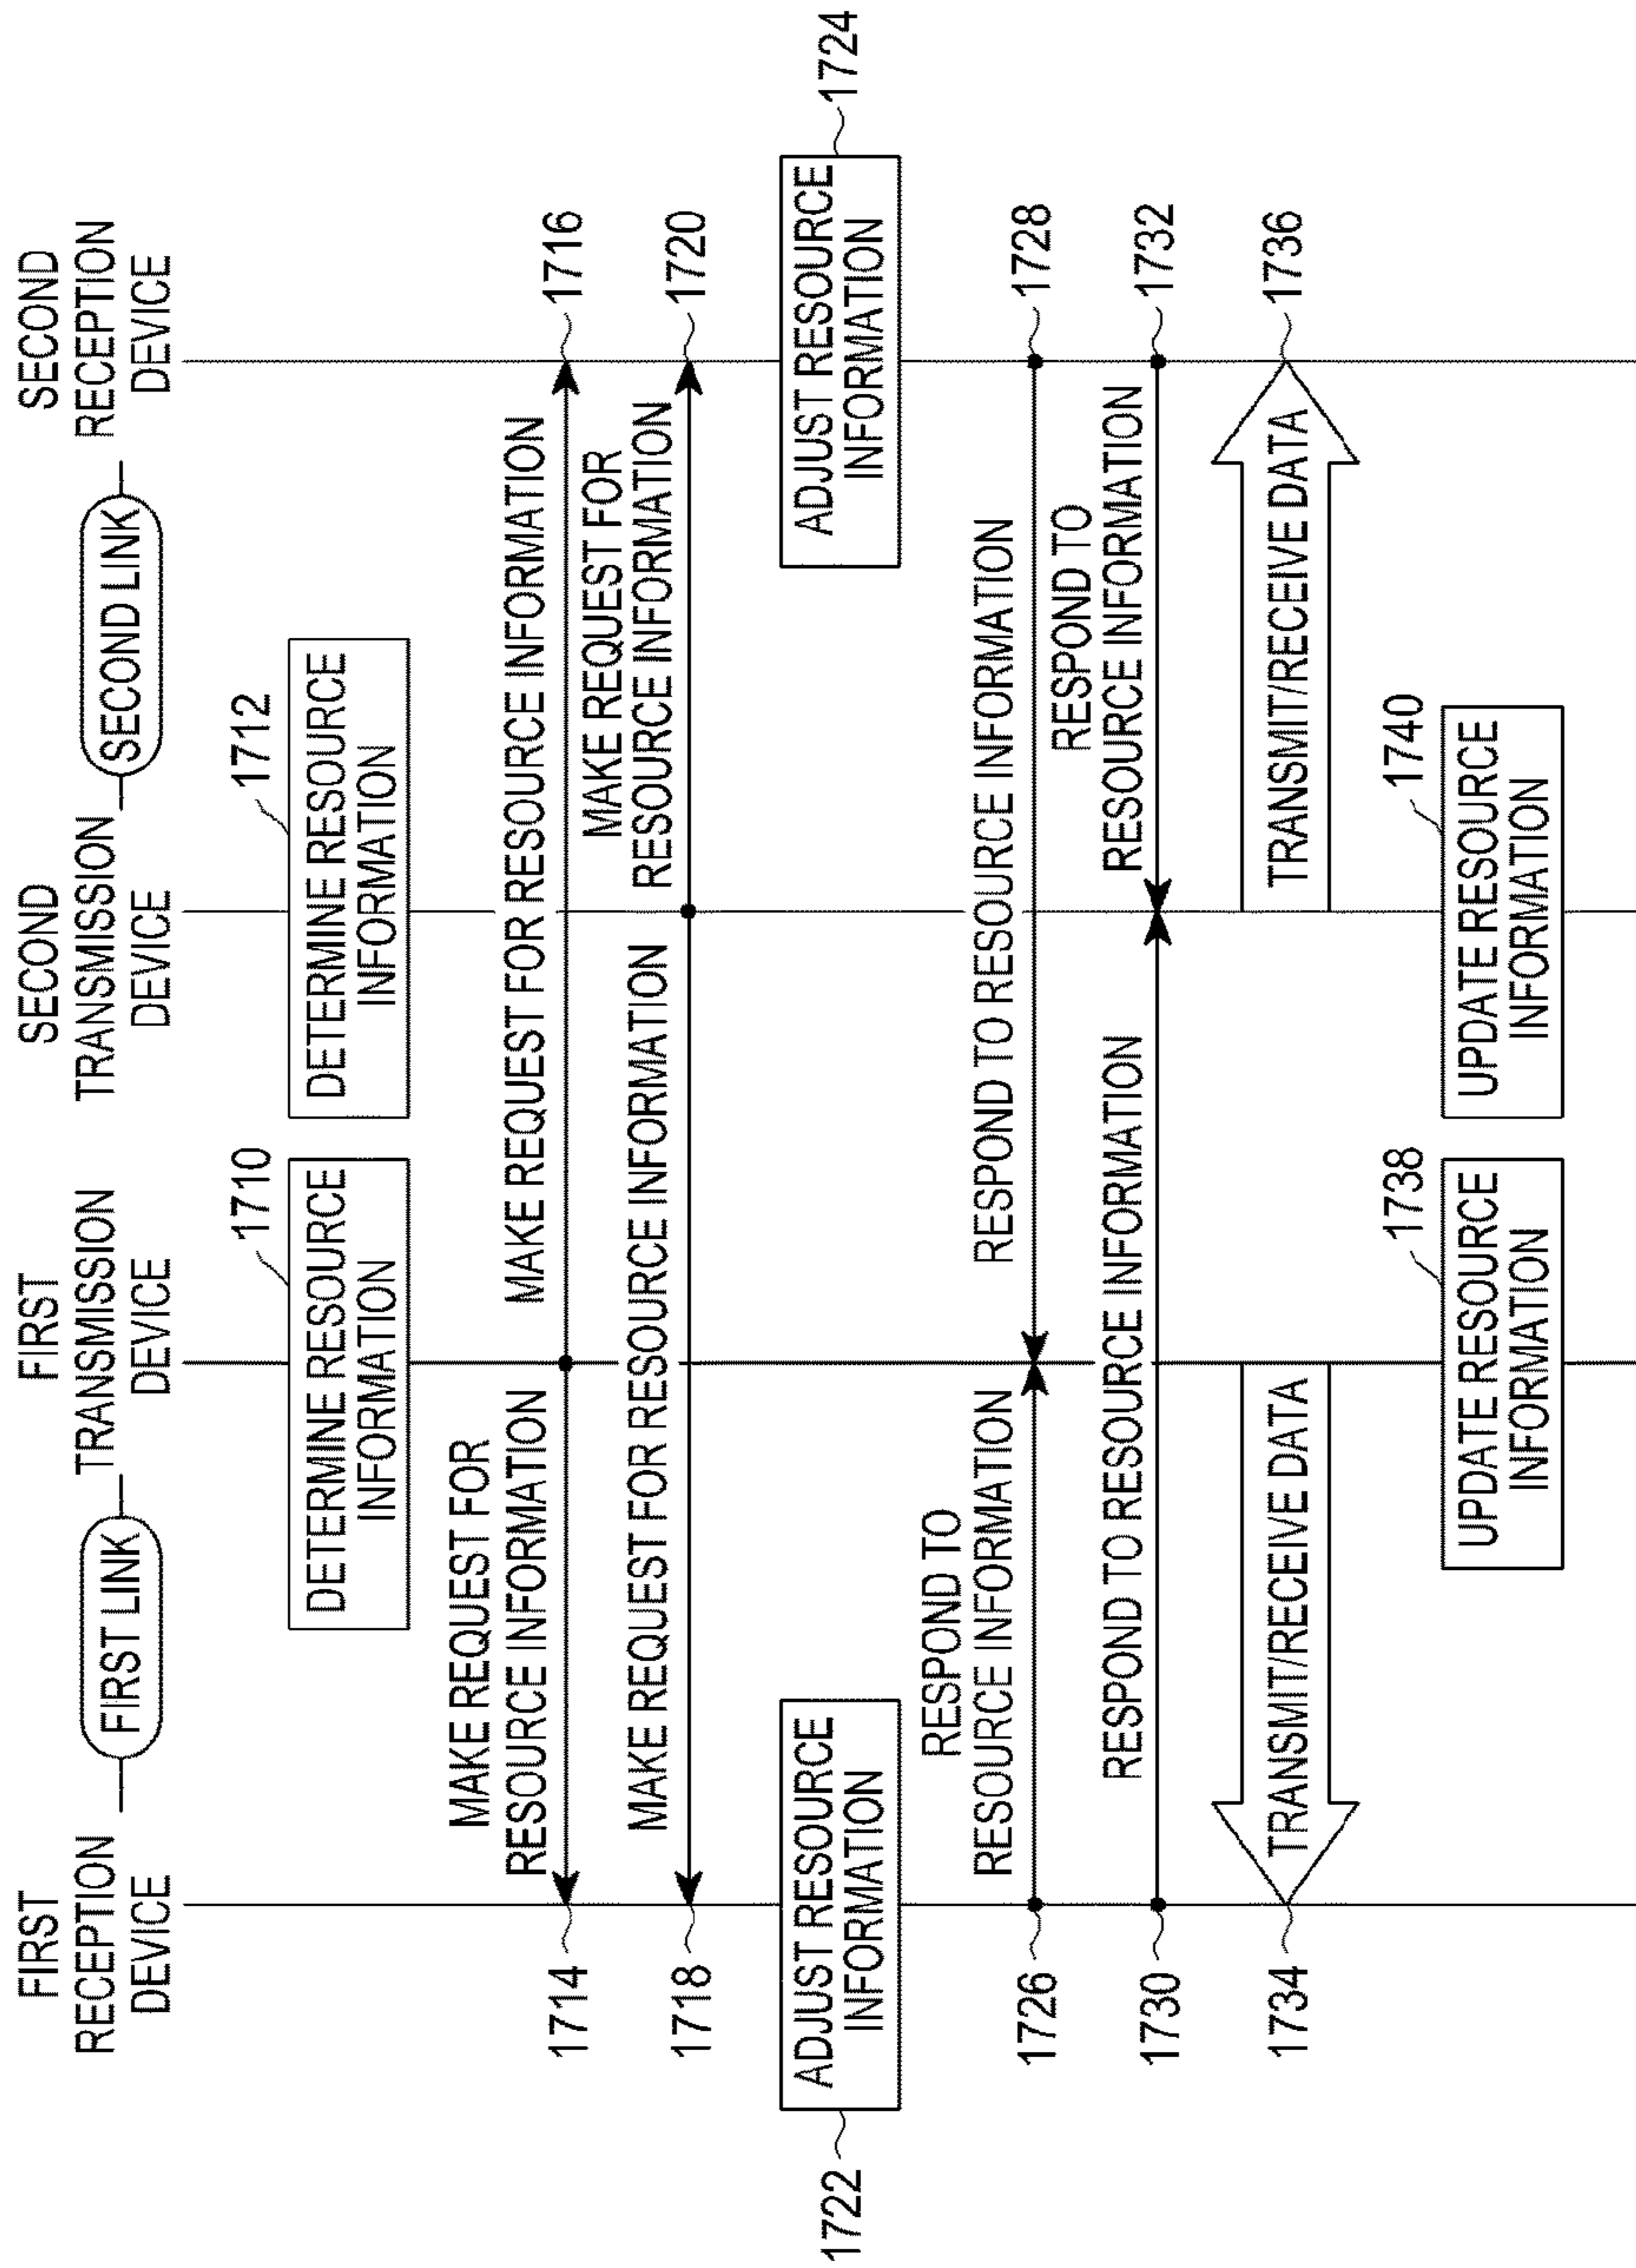 FIRST
RECEPTION
DEVICE
FIRST LINK
FIRST
TRANSMISSION
DEVICE
SECOND
TRANSMISSION
DEVICE
SECOND LINK
SECOND
RECEPTION
DEVICE
1710
DETERMINE RESOURCE
INFORMATION
1712
DETERMINE RESOURCE
INFORMATION
1714
MAKE REQUEST FOR
RESOURCE INFORMATION
MAKE REQUEST FOR RESOURCE INFORMATION
1716
1718
MAKE REQUEST FOR RESOURCE INFORMATION
MAKE REQUEST FOR
RESOURCE INFORMATION
1720
1722
ADJUST RESOURCE
INFORMATION
ADJUST RESOURCE
INFORMATION
1724
1726
RESPOND TO
RESOURCE INFORMATION
RESPOND TO RESOURCE INFORMATION
1728
1730
RESPOND TO RESOURCE INFORMATION
RESPOND TO
RESOURCE INFORMATION
1732
1734
TRANSMIT/RECEIVE DATA
TRANSMIT/RECEIVE DATA
1736
1738
UPDATE RESOURCE
INFORMATION
1740
UPDATE RESOURCE
INFORMATION